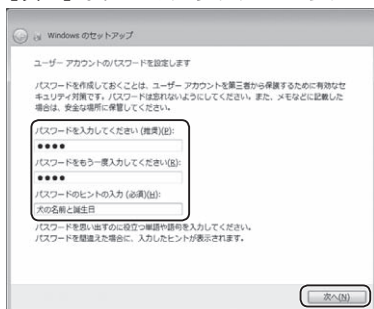 Windows のセットアップ
ユーザー アカウントのパスワードを設定します
パスワードを作成しておくことは、ユーザー アカウントを第三者から保護するために有効なセ
キュリティ対策です。パスワードは忘れないようにしてください。また、メモなどに記載した
場合は、安全な場所に保管してください。
パスワードを入力してください (推奨)(P):
●●●●
パスワードをもう一度入力してください(R):
●●●●
パスワードのヒントの入力 (必須)(H):
犬の名前と誕生日
パスワードを思い出すのに役立つ単語や語句を入力してください。
パスワードを間違えた場合に、入力したヒントが表示されます。
次へ(N)